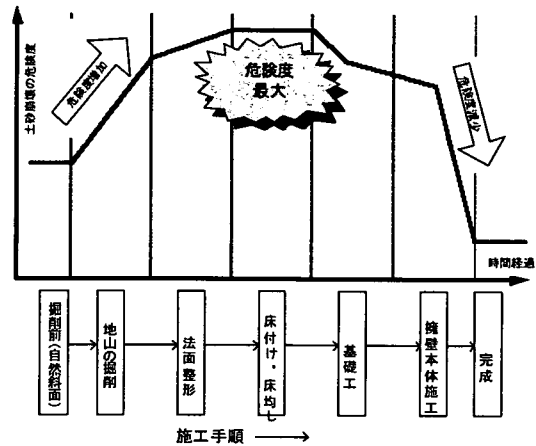 土砂崩壊の危険度
危険度増加
危険度
最大
危険度減少
時間経過
掘削前(自然斜面)
地山の掘削
法面整形
床付け・床均し
基礎工
擁壁本体施工
完成
施工手順